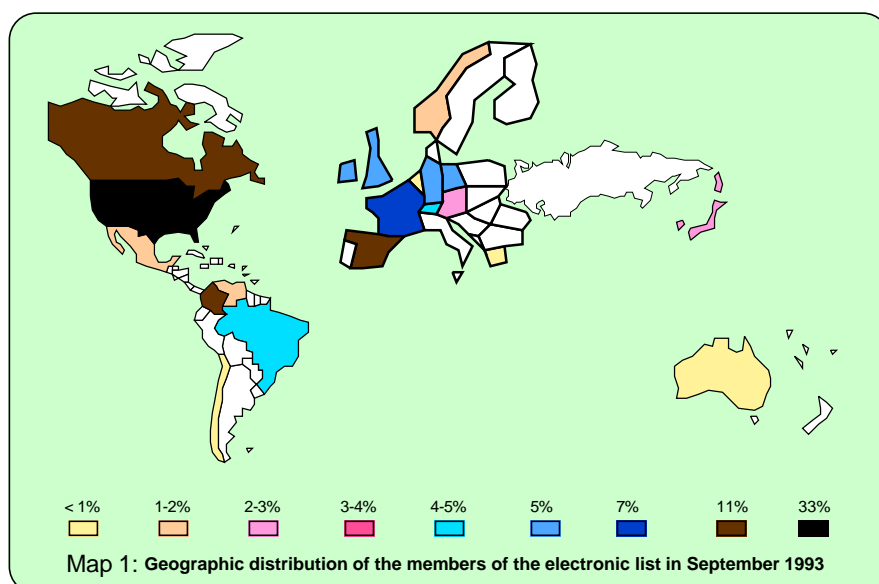 < 1% 1-2% 2-3% 3-4% 4-5% 5% 7% 11% 33%
Map 1: Geographic distribution of the members of the electronic list in September 1993